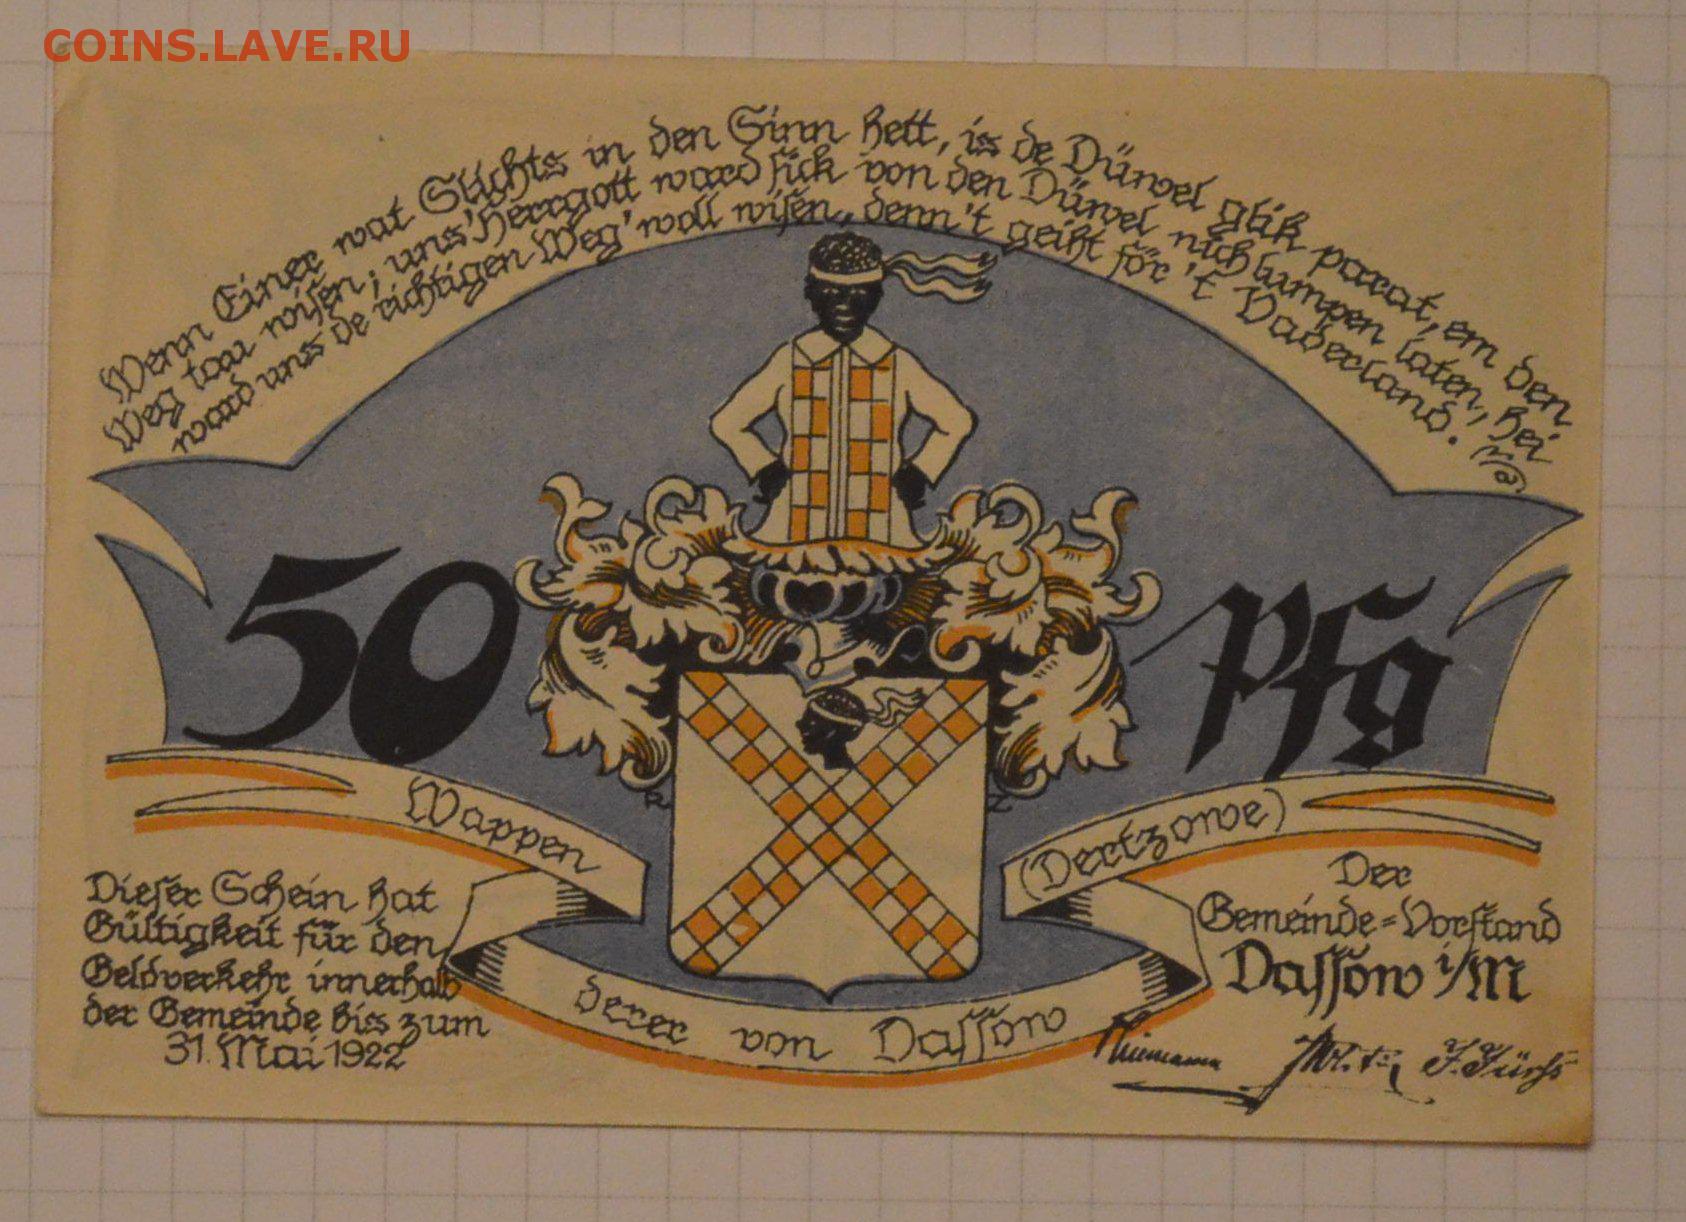 COINS.LAVE.RU
Wenn Einer wat Slichts in den Sinn hett, is de Düwel glik parat, em den
Weg tau wisen; uns' Herrgott ward sick von den Düwel nich lumpen laten, hei
ward uns de richtigen Weg' woll wisen, denn 't geiht för 't Vaderland.
50 Pfg
Wappen
(Dertzowe)
derer von Dassow
Dieser Schein hat
Gültigkeit für den
Geldverkehr innerhalb
der Gemeinde bis zum
31. Mai 1922
Der
Gemeinde=Vorstand
Dassow i/M